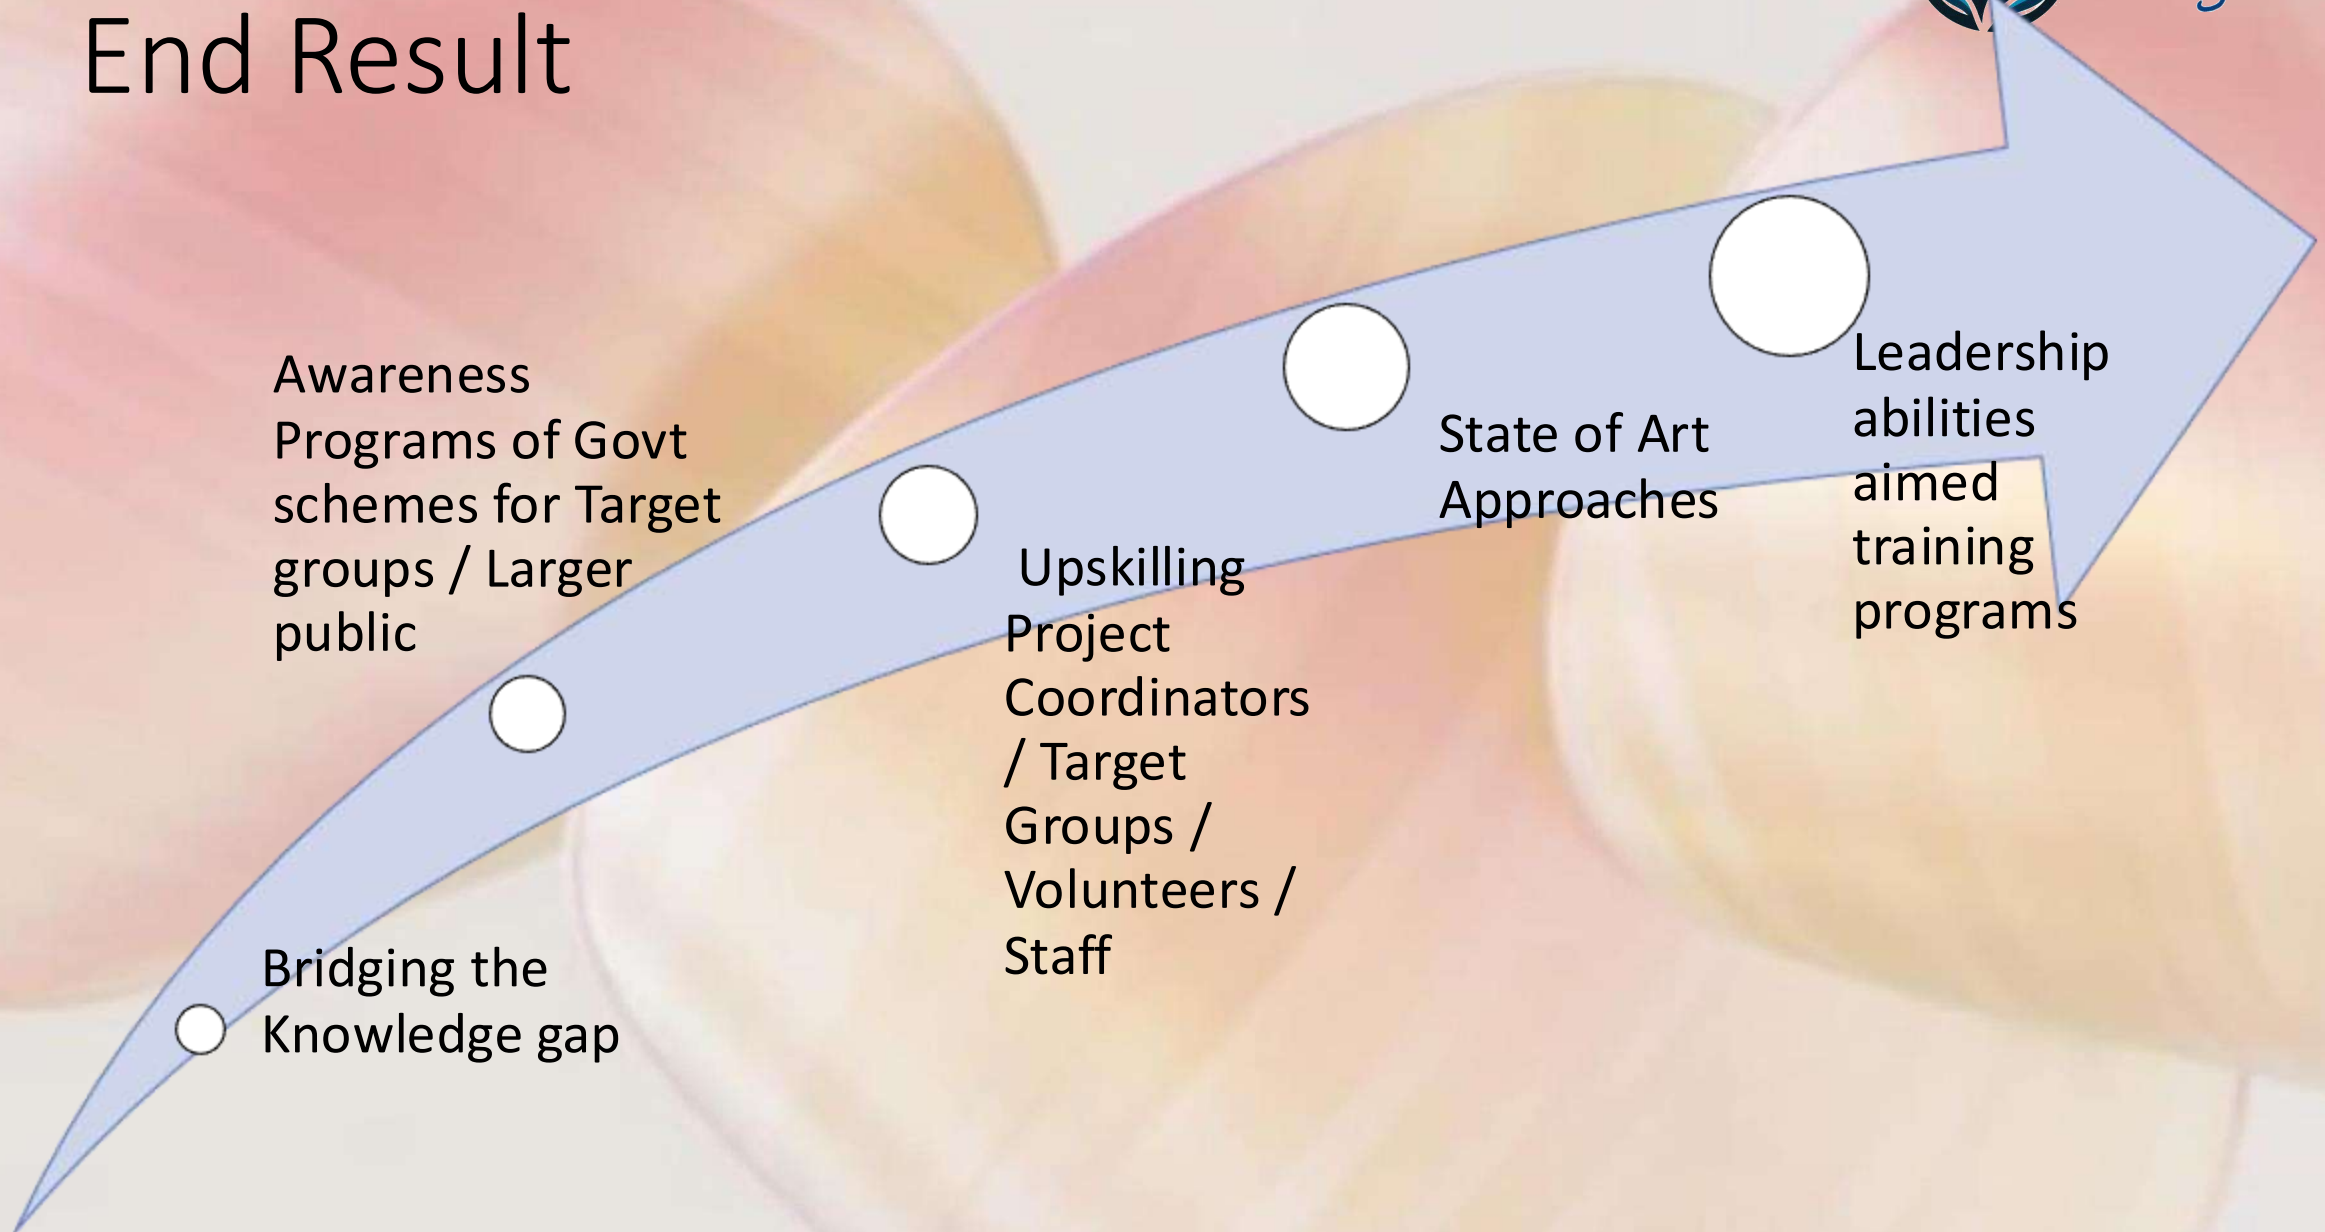 End Result
Awareness
Programs of Govt
schemes for Target
groups / Larger
public
Bridging the
Knowledge gap
Upskilling
Project
Coordinators
/ Target
Groups /
Volunteers /
Staff
State of Art
Approaches
Leadership
abilities
aimed
training
programs